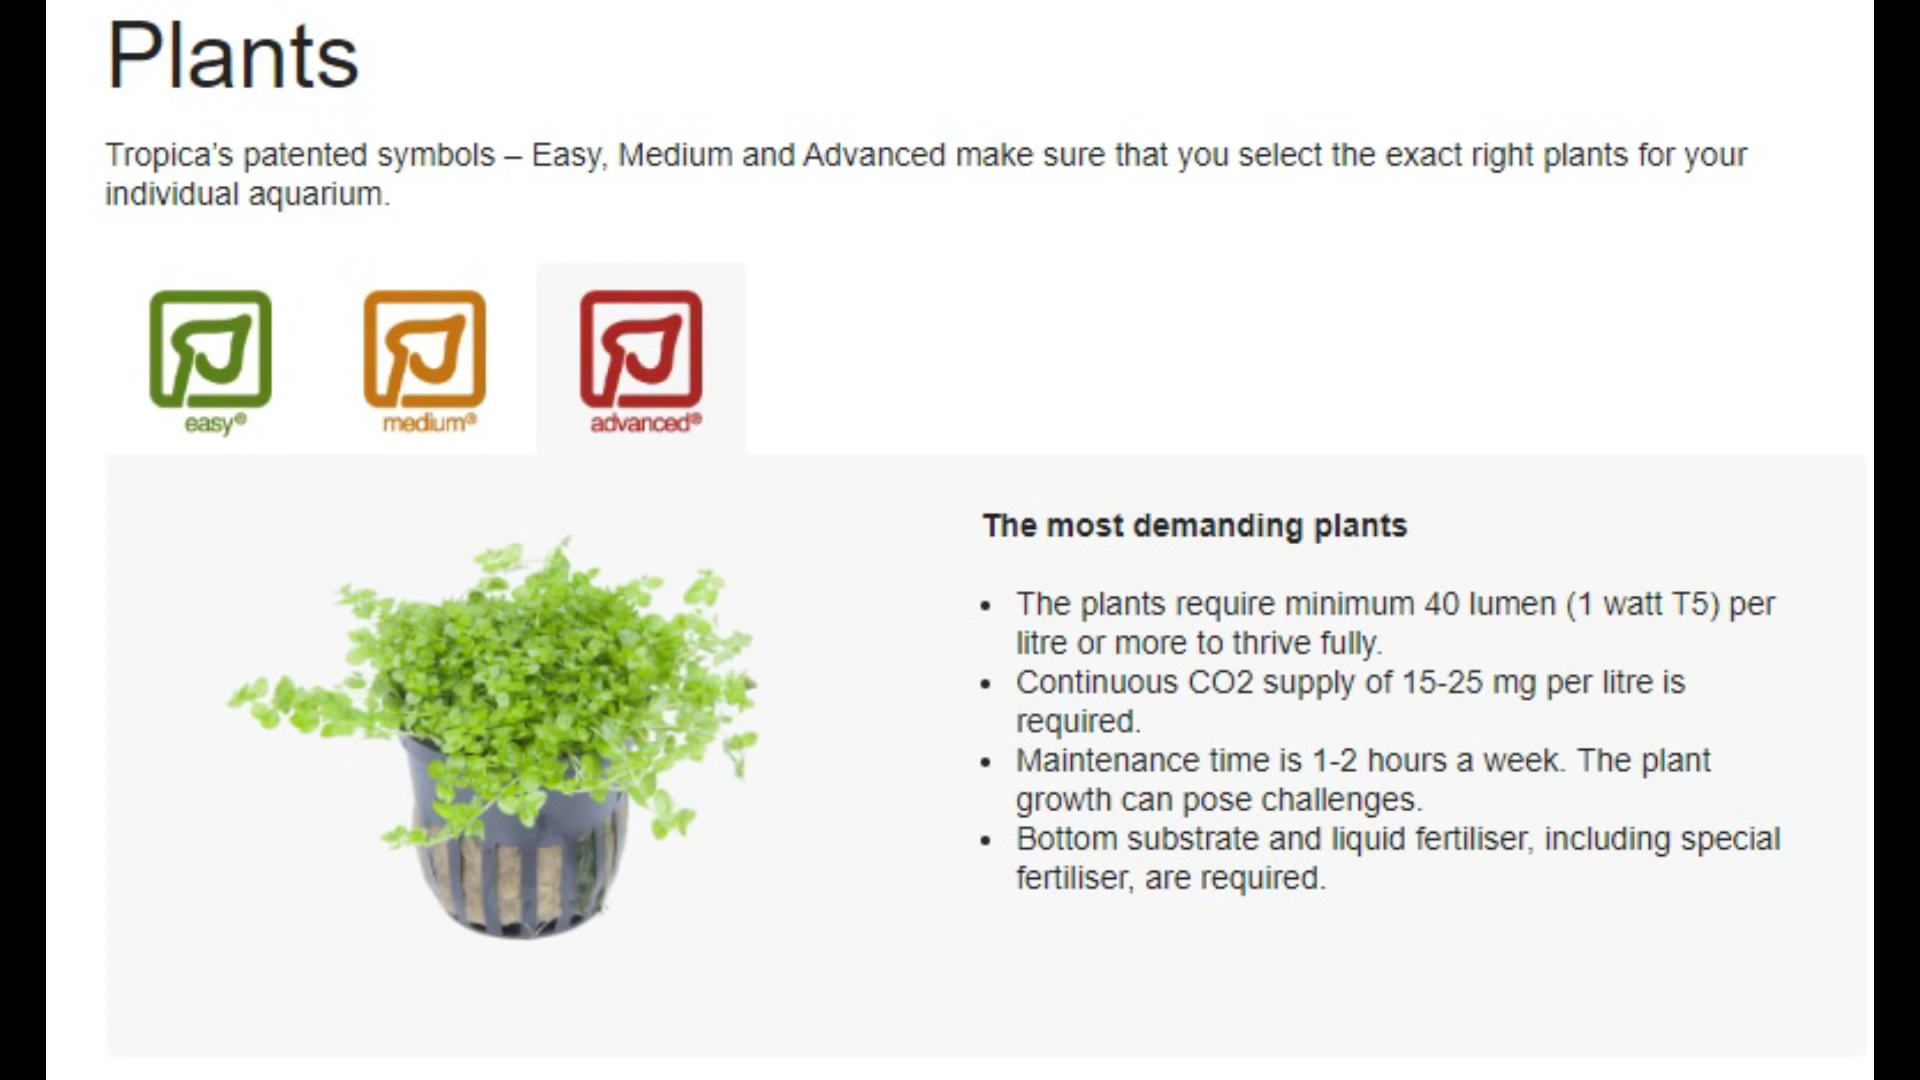 Plants
Tropica’s patented symbols – Easy, Medium and Advanced make sure that you select the exact right plants for your
individual aquarium.
easy®
medium®
advanced®
The most demanding plants
• The plants require minimum 40 lumen (1 watt T5) per
litre or more to thrive fully.
• Continuous CO2 supply of 15-25 mg per litre is
required.
• Maintenance time is 1-2 hours a week. The plant
growth can pose challenges.
• Bottom substrate and liquid fertiliser, including special
fertiliser, are required.